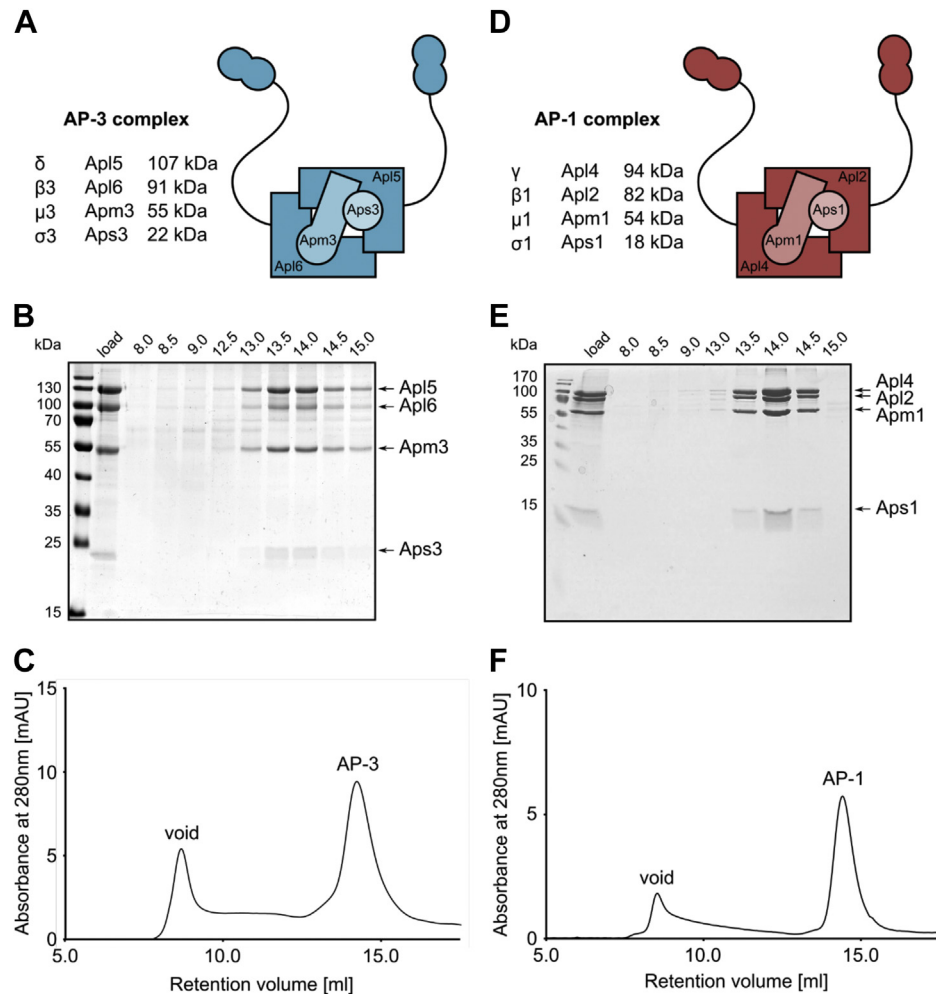 A
AP-3 complex
δ Apl5 107 kDa
β3 Apl6 91 kDa
μ3 Apm3 55 kDa
σ3 Aps3 22 kDa
Apl5
Aps3
Apm3
Apl6
D
AP-1 complex
γ Apl4 94 kDa
β1 Apl2 82 kDa
μ1 Apm1 54 kDa
σ1 Aps1 18 kDa
Apl2
Aps1
Apm1
Apl4
B
kDa load 8.0 8.5 9.0 12.5 13.0 13.5 14.0 14.5 15.0
130
100
70
55
40
35
25
15
Apl5
Apl6
Apm3
Aps3
E
kDa load 8.0 8.5 9.0 13.0 13.5 14.0 14.5 15.0
170
130
100
55
35
25
15
Apl4
Apl2
Apm1
Aps1
C
Absorbance at 280nm [mAU]
15
10
5
0
void
AP-3
5.0 10.0 15.0
Retention volume [ml]
F
Absorbance at 280nm [mAU]
10
5
0
void
AP-1
5.0 10.0 15.0
Retention volume [ml]